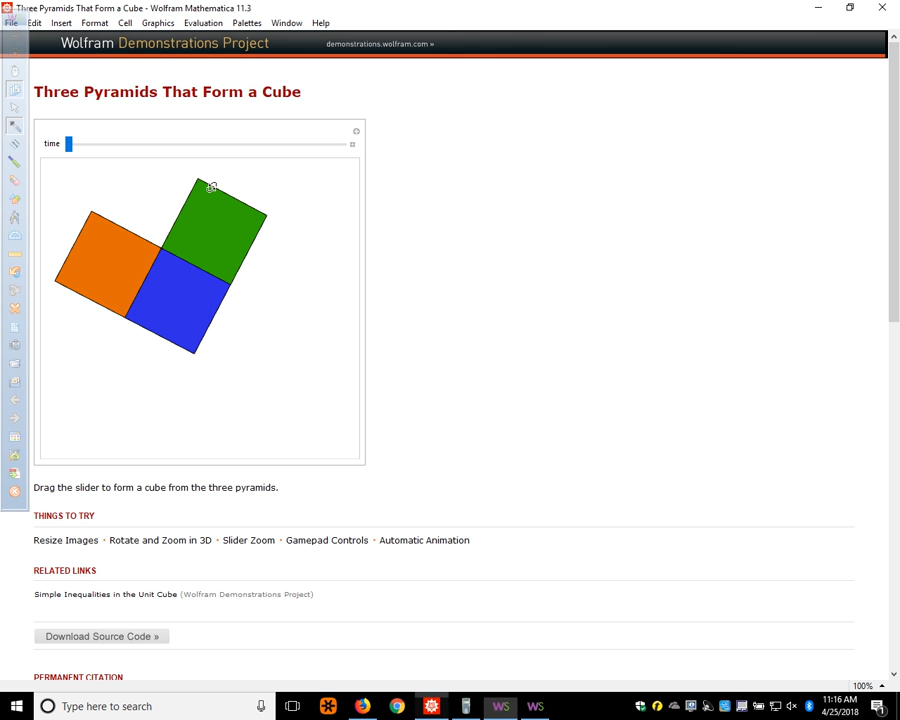 Three Pyramids That Form a Cube - Wolfram Mathematica 11.3
File Edit Insert Format Cell Graphics Evaluation Palettes Window Help
Wolfram Demonstrations Project demonstrations.wolfram.com »
Three Pyramids That Form a Cube
time
Drag the slider to form a cube from the three pyramids.
THINGS TO TRY
Resize Images • Rotate and Zoom in 3D • Slider Zoom • Gamepad Controls • Automatic Animation
RELATED LINKS
Simple Inequalities in the Unit Cube (Wolfram Demonstrations Project)
Download Source Code »
PERMANENT CITATION
100%
Type here to search
WS
WS
11:16 AM
4/25/2018
1